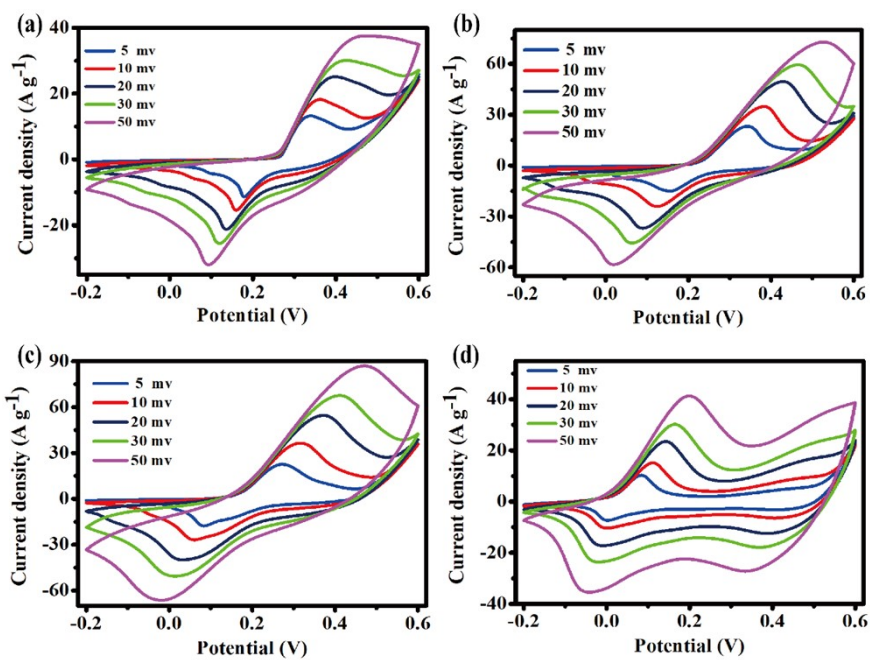 (a)
40
20
0
-20
-0.2 0.0 0.2 0.4 0.6
Current density (A g-1)
Potential (V)
5 mv
10 mv
20 mv
30 mv
50 mv
(b)
60
30
0
-30
-60
-0.2 0.0 0.2 0.4 0.6
Current density (A g-1)
Potential (V)
5 mv
10 mv
20 mv
30 mv
50 mv
(c)
90
60
30
0
-30
-60
-0.2 0.0 0.2 0.4 0.6
Current density (A g-1)
Potential (V)
5 mv
10 mv
20 mv
30 mv
50 mv
(d)
60
40
20
0
-20
-40
-0.2 0.0 0.2 0.4 0.6
Current density (A g-1)
Potential (V)
5 mv
10 mv
20 mv
30 mv
50 mv